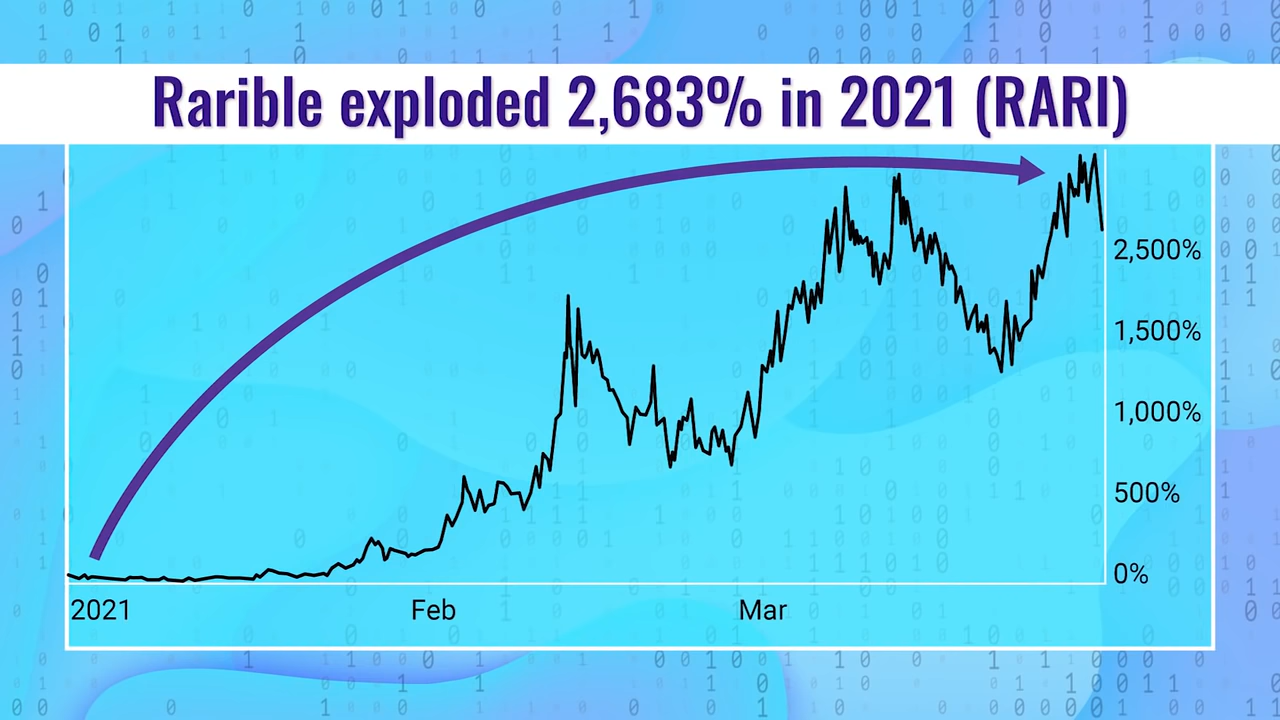 Rarible exploded 2,683% in 2021 (RARI)
2,500%
1,500%
1,000%
500%
0%
2021 Feb Mar